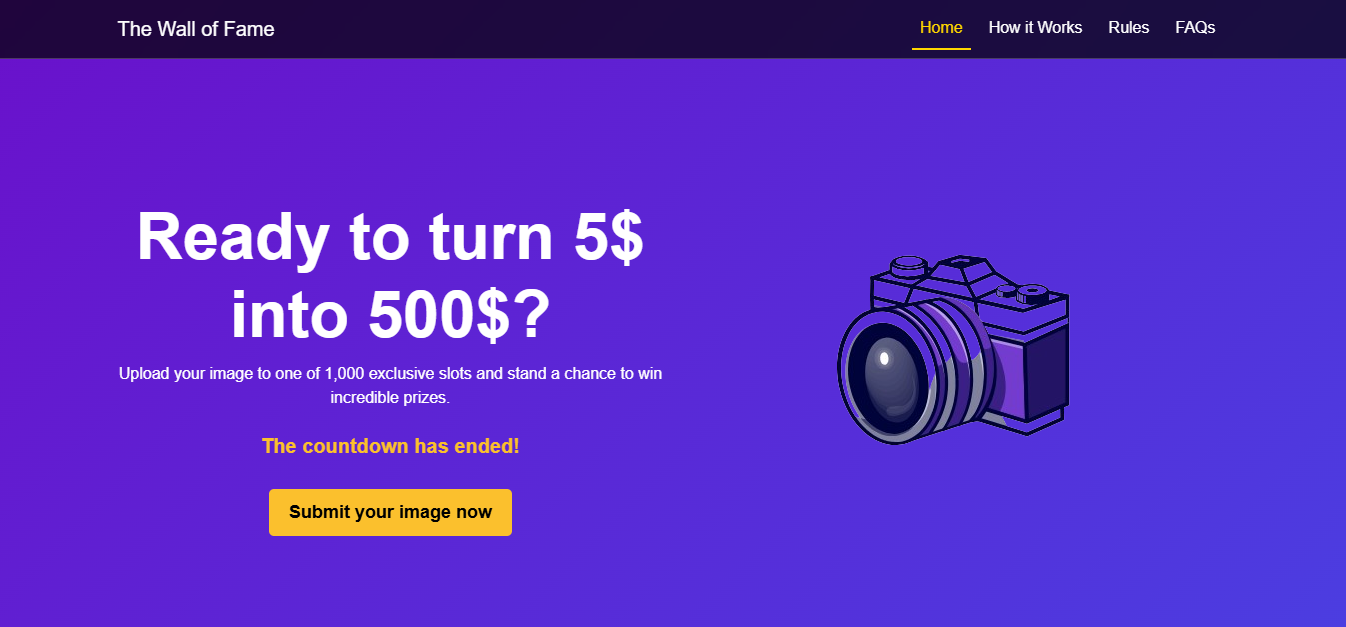 The Wall of Fame
Home
How it Works
Rules
FAQs
Ready to turn 5$
into 500$?
Upload your image to one of 1,000 exclusive slots and stand a chance to win
incredible prizes.
The countdown has ended!
Submit your image now